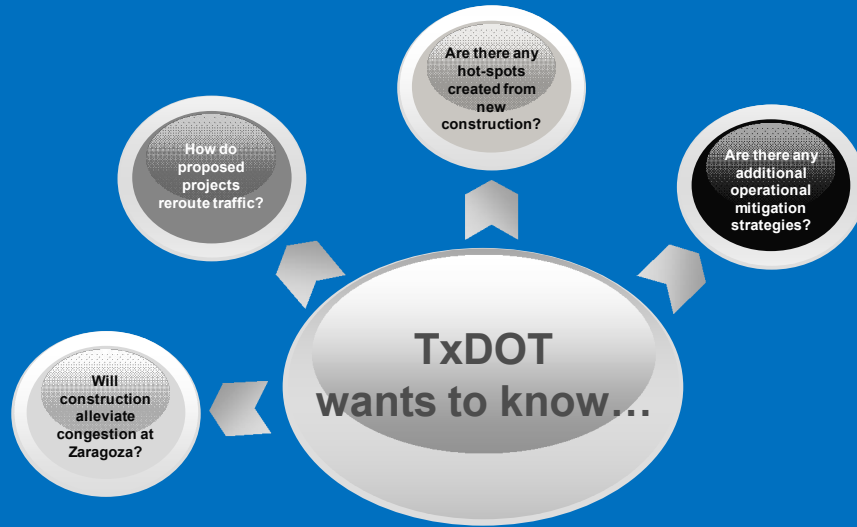 TxDOT
wants to know…
Will
construction
alleviate
congestion at
Zaragoza?
How do
proposed
projects
reroute traffic?
Are there any
hot-spots
created from
new
construction?
Are there any
additional
operational
mitigation
strategies?